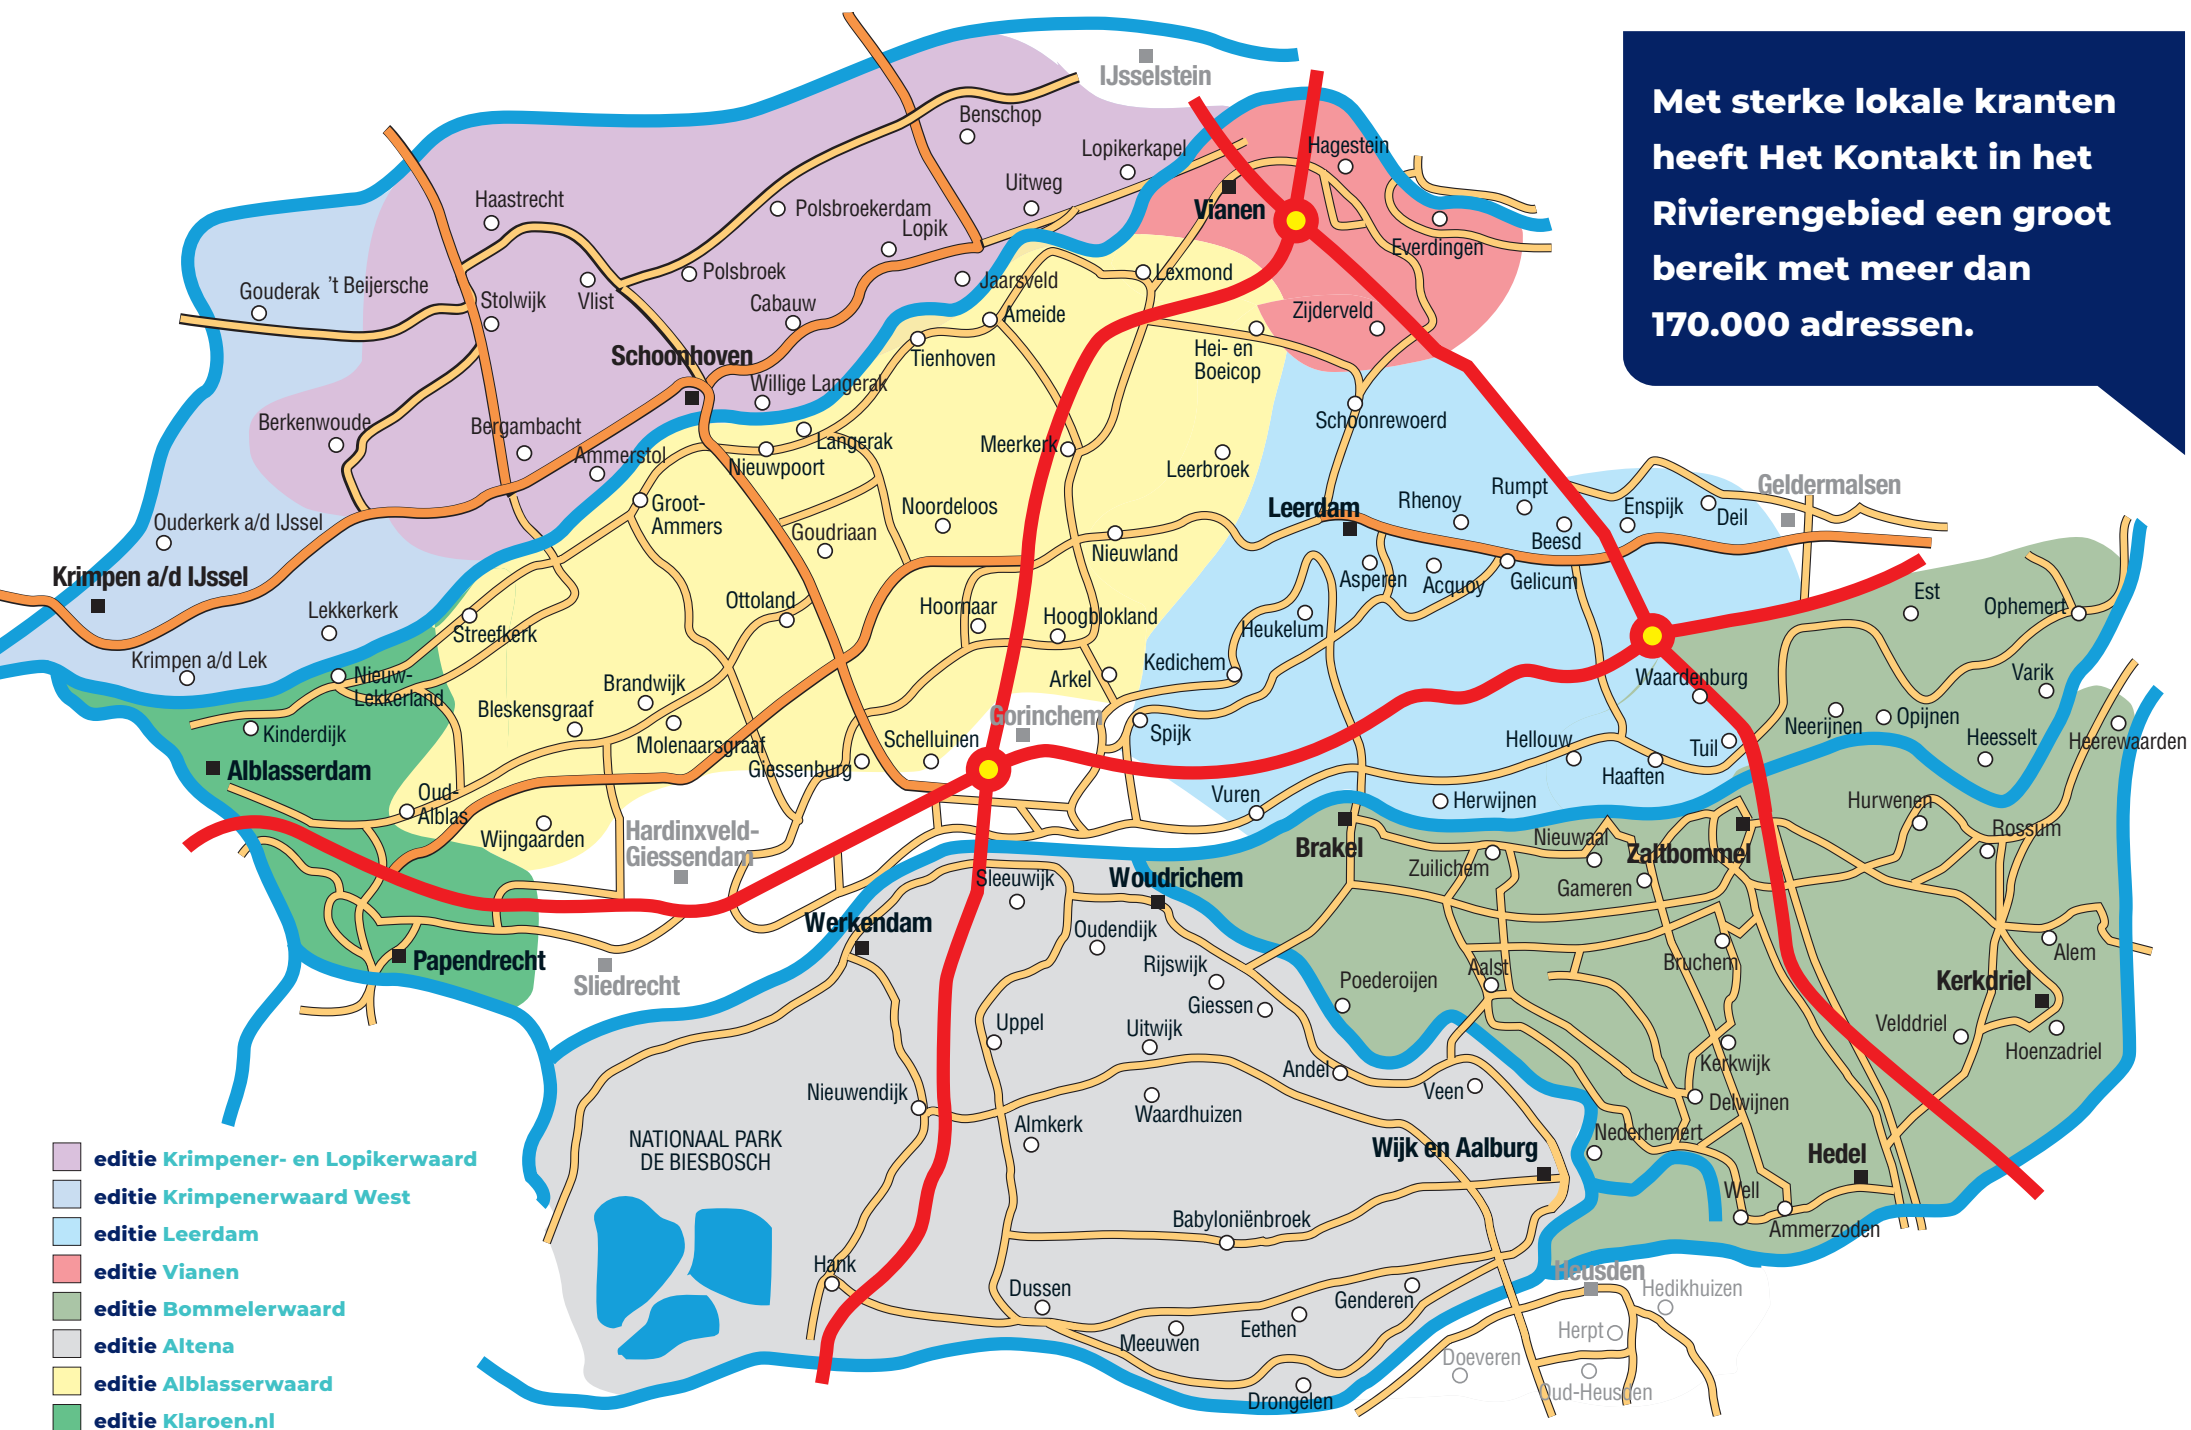 IJsselstein
Met sterke lokale kranten
heeft Het Kontakt in het
Rivierengebied een groot
bereik met meer dan
170.000 adressen.
Benschop
Lopikerkapel
Hagestein
Haastrecht
Uitweg
Polsbroekerdam
Vianen
Lopik
Everdingen
Polsbroek
Lexmond
Jaarsveld
't Beijersche
Gouderak
Stolwijk
Vlist
Cabauw
Ameide
Zijderveld
Schoonhoven
Tienhoven
Hei- en
Boeicop
Willige Langerak
Berkenwoude
Bergambacht
Schoonrewoerd
Ammerstol
Langerak
Nieuwpoort
Meerkerk
Leerbroek
Geldermalsen
Rumpt
Rhenoy
Enspijk
Deil
Groot-
Ammers
Noordeloos
Leerdam
Ouderkerk a/d IJssel
Goudriaan
Beesd
Nieuwland
Krimpen a/d IJssel
Asperen
Acquoy
Gelicum
Est
Ophemert
Lekkerkerk
Ottoland
Hoornaar
Hoogblokland
Streefkerk
Heukelum
Krimpen a/d Lek
Kedichem
Nieuw-
Lekkerland
Arkel
Waardenburg
Varik
Brandwijk
Bleskensgraaf
Gorinchem
Neerijnen
Opijnen
Kinderdijk
Molenaarsgraaf
Schelluinen
Spijk
Hellouw
Tuil
Heesselt
Heerewaarden
Alblasserdam
Giessenburg
Haaften
Oud-
Alblas
Vuren
Herwijnen
Hurwenen
Wijngaarden
Hardinxveld-
Giessendam
Brakel
Nieuwaal
Zaltbommel
Rossum
Zuilichem
Gameren
Sleeuwijk
Woudrichem
Werkendam
Oudendijk
Papendrecht
Sliedrecht
Rijswijk
Aalst
Bruchem
Alem
Poederoijen
Kerkdriel
Giessen
Uppel
Uitwijk
Velddriel
Hoenzadriel
Andel
Kerkwijk
Nieuwendijk
Veen
Waardhuizen
Delwijnen
Almkerk
Nederhemert
NATIONAAL PARK
DE BIESBOSCH
Wijk en Aalburg
Hedel
Well
Babyloniënbroek
Ammerzoden
Hank
Heusden
Hedikhuizen
Dussen
Genderen
Meeuwen
Eethen
Herpt
Doeveren
Oud-Heusden
Drongelen
editie Krimpener- en Lopikerwaard
editie Krimpenerwaard West
editie Leerdam
editie Vianen
editie Bommelerwaard
editie Altena
editie Alblasserwaard
editie Klaroen.nl